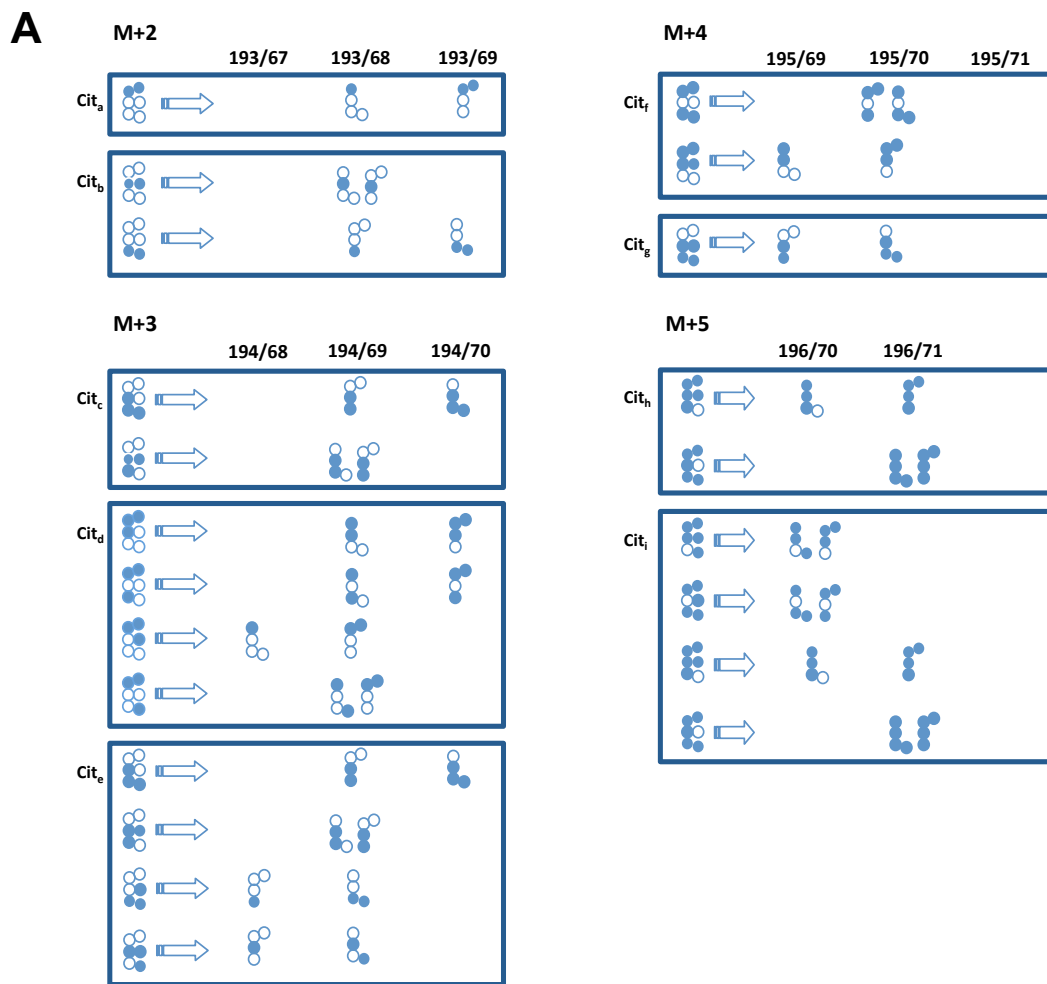 A
M+2
193/67 193/68 193/69
Cita
Citb
M+3
194/68 194/69 194/70
Citc
Citd
Cite
M+4
195/69 195/70 195/71
Citf
Citg
M+5
196/70 196/71
Cith
Citi